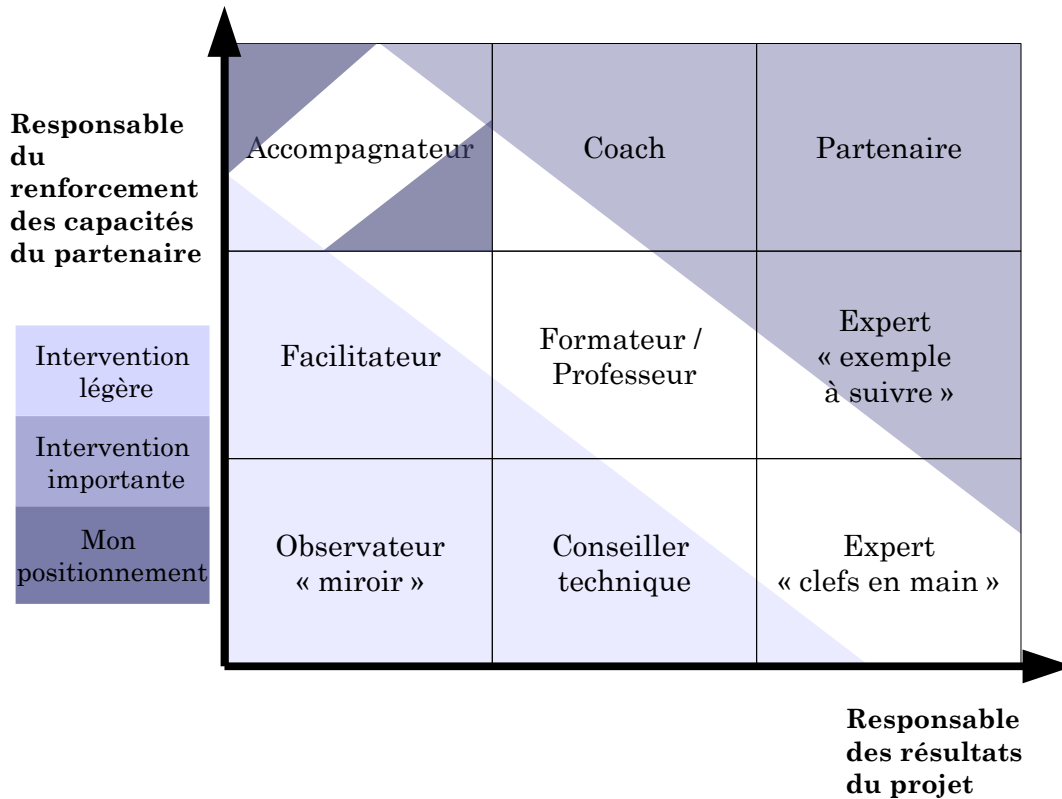 Responsable
du
renforcement
des capacités
du partenaire
Accompagnateur
Coach
Partenaire
Intervention
légère
Intervention
importante
Mon
positionnement
Facilitateur
Formateur /
Professeur
Expert
« exemple
à suivre »
Observateur
« miroir »
Conseiller
technique
Expert
« clefs en main »
Responsable
des résultats
du projet